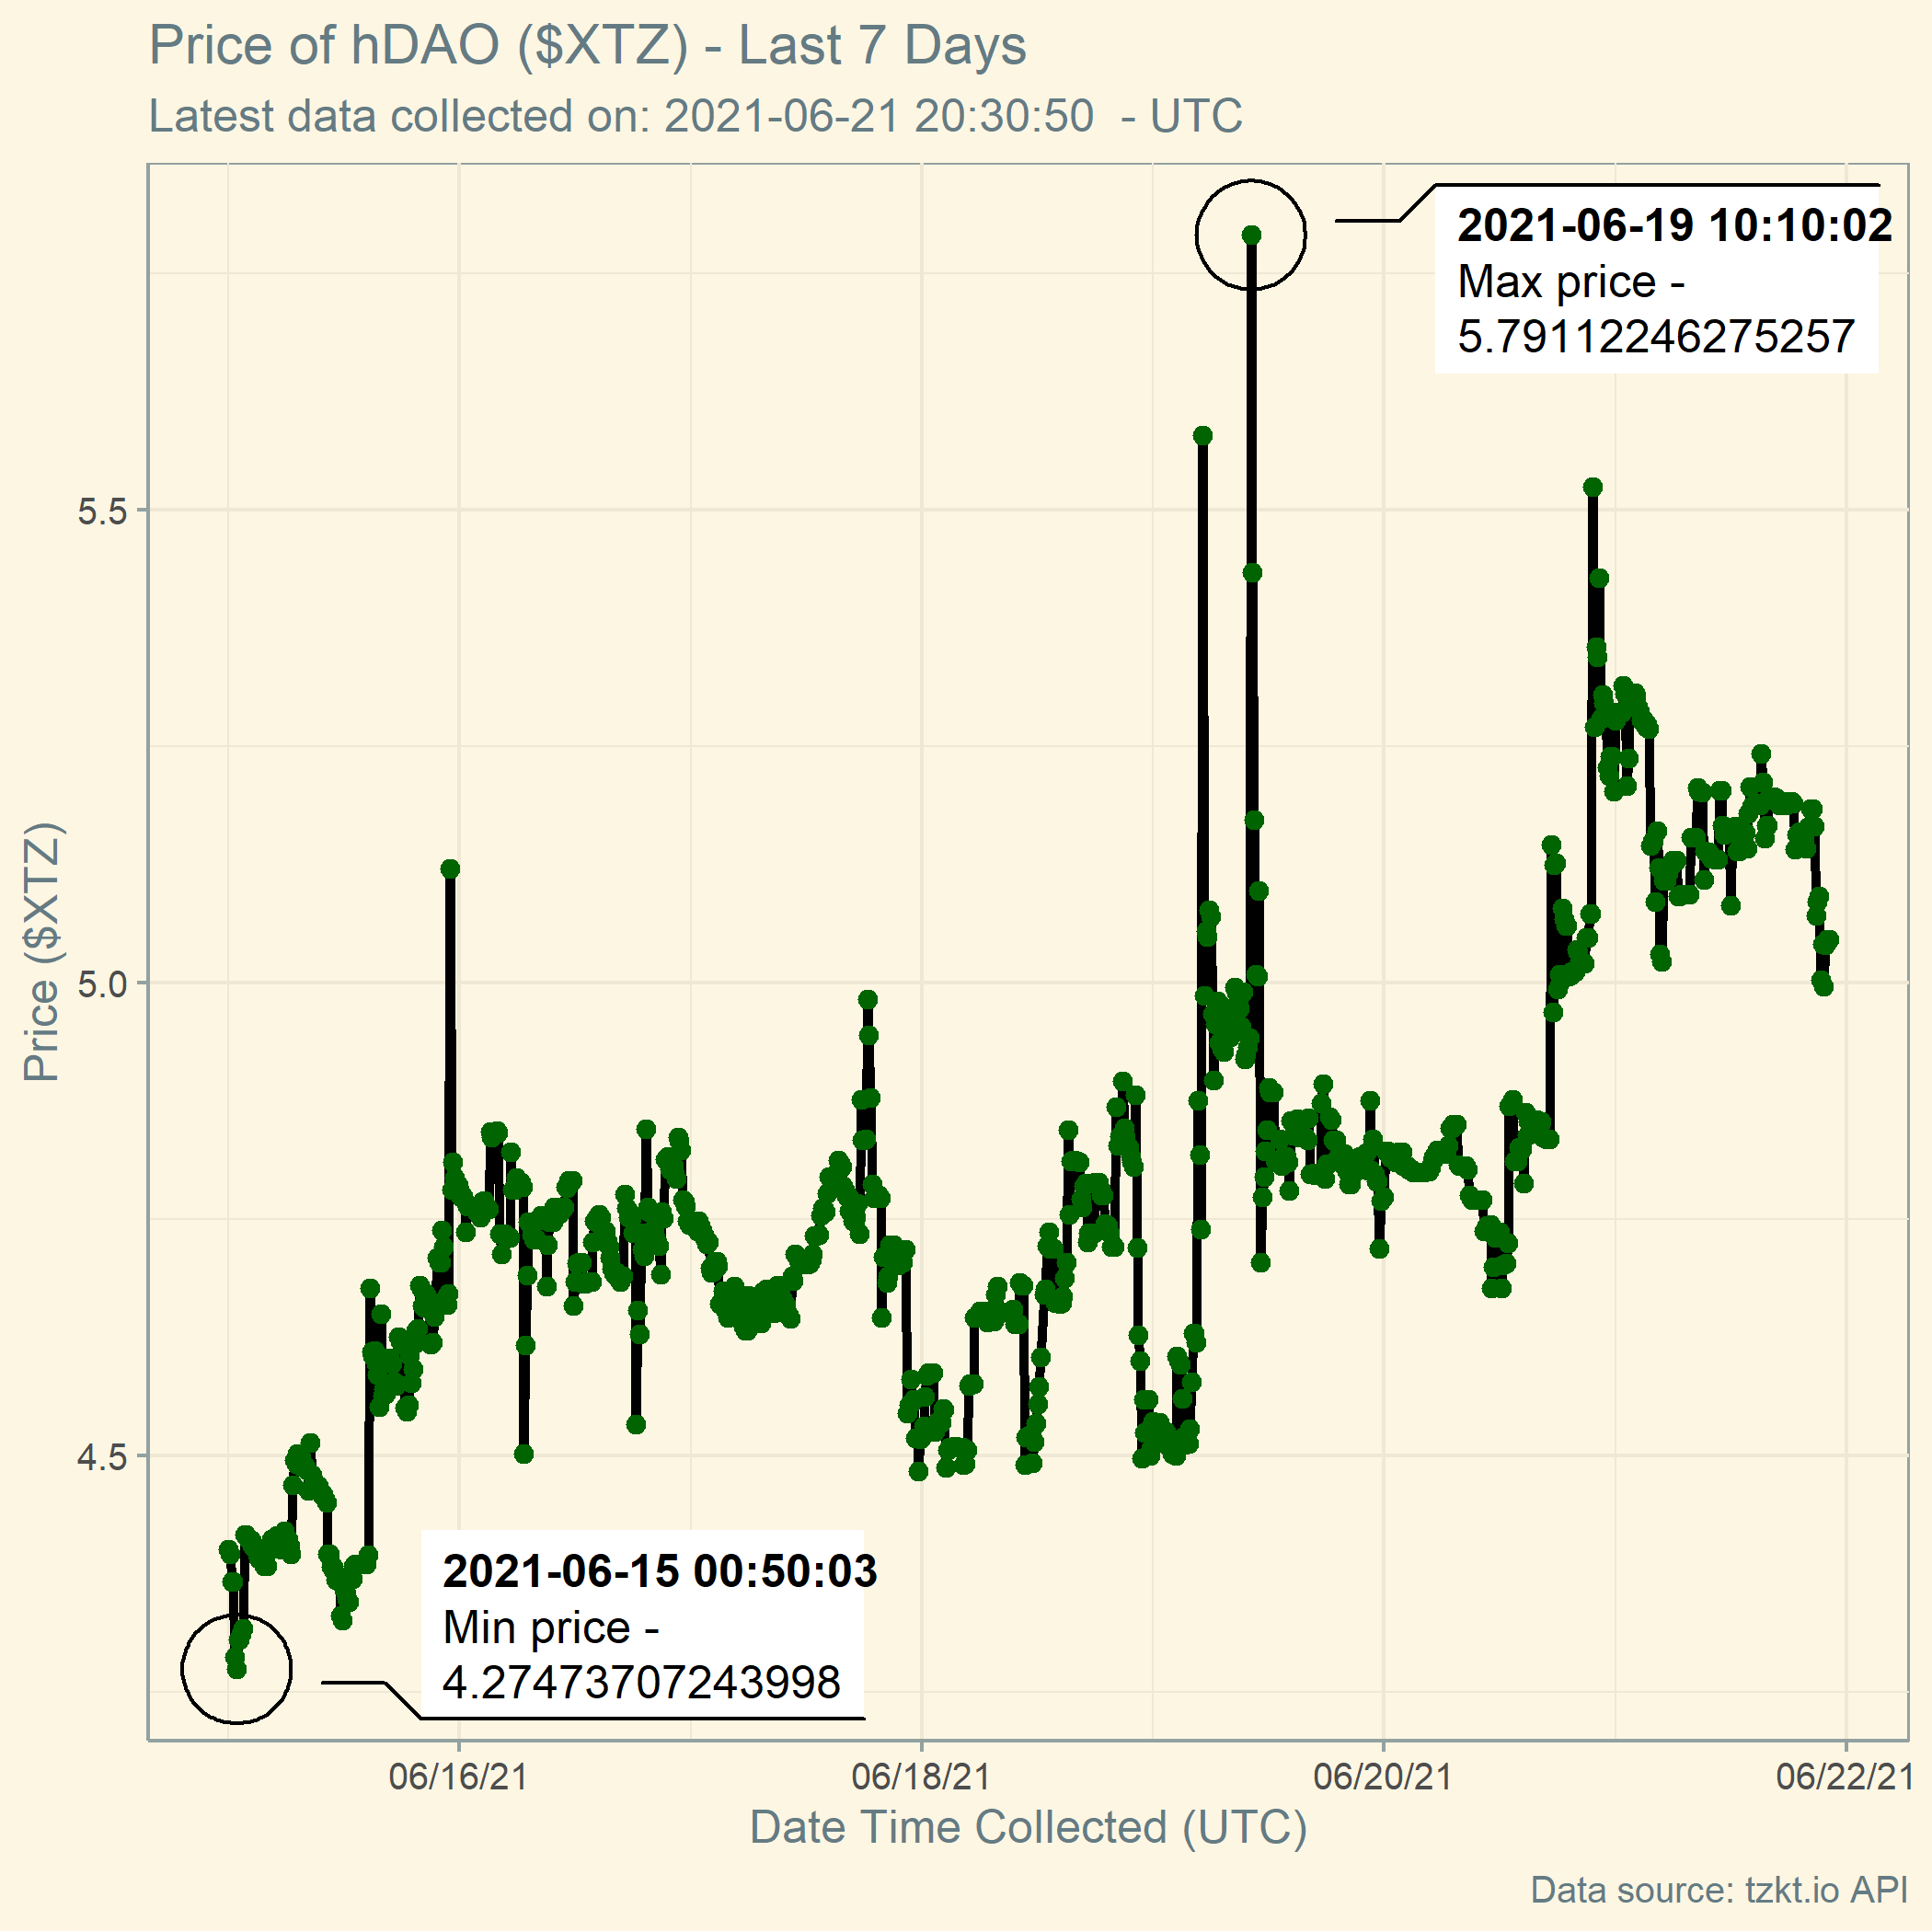 Price of hDAO ($XTZ) - Last 7 Days
Latest data collected on: 2021-06-21 20:30:50  - UTC
2021-06-19 10:10:02
Max price -
5.79112246275257
5.5
5.0
4.5
Price ($XTZ)
2021-06-15 00:50:03
Min price -
4.27473707243998
06/16/21
06/18/21
06/20/21
06/22/21
Date Time Collected (UTC)
Data source: tzkt.io API